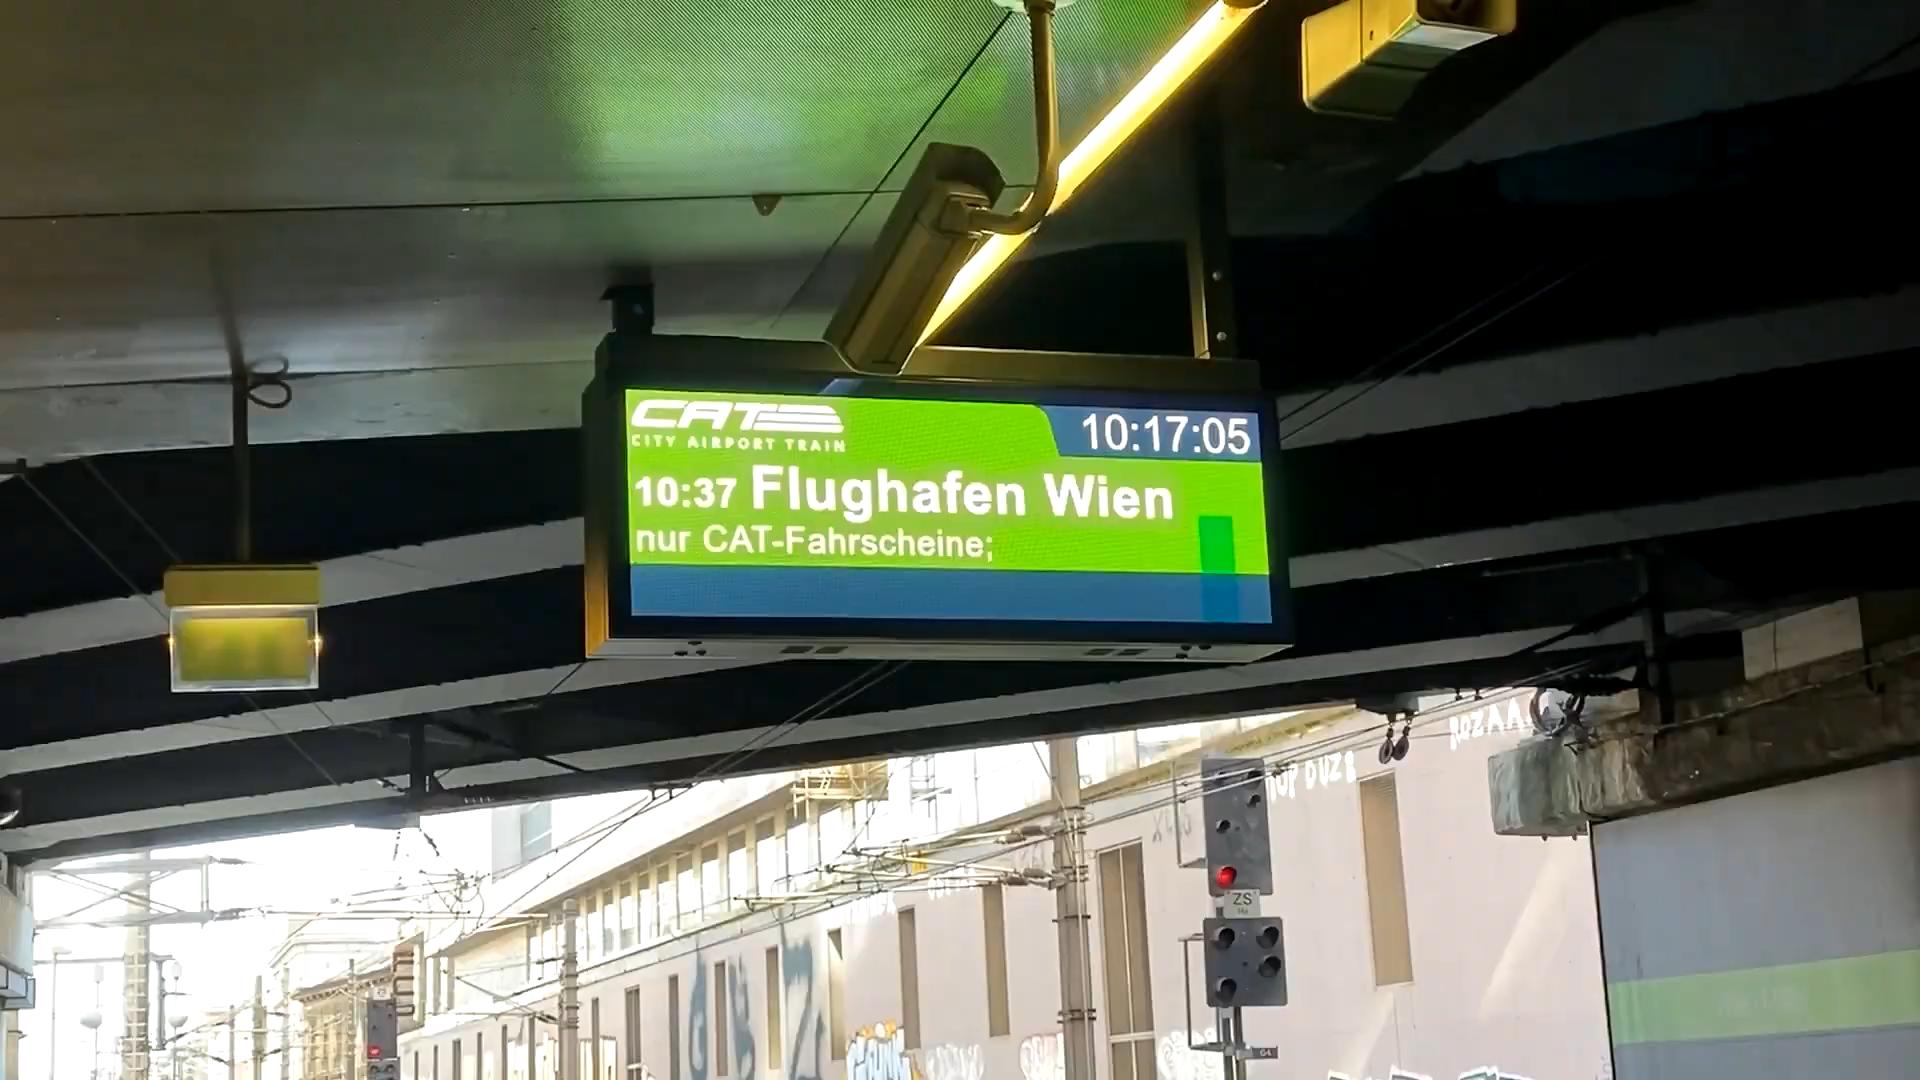 CAT
CITY AIRPORT TRAIN
10:17:05
10:37 Flughafen Wien
nur CAT-Fahrscheine;
ZS